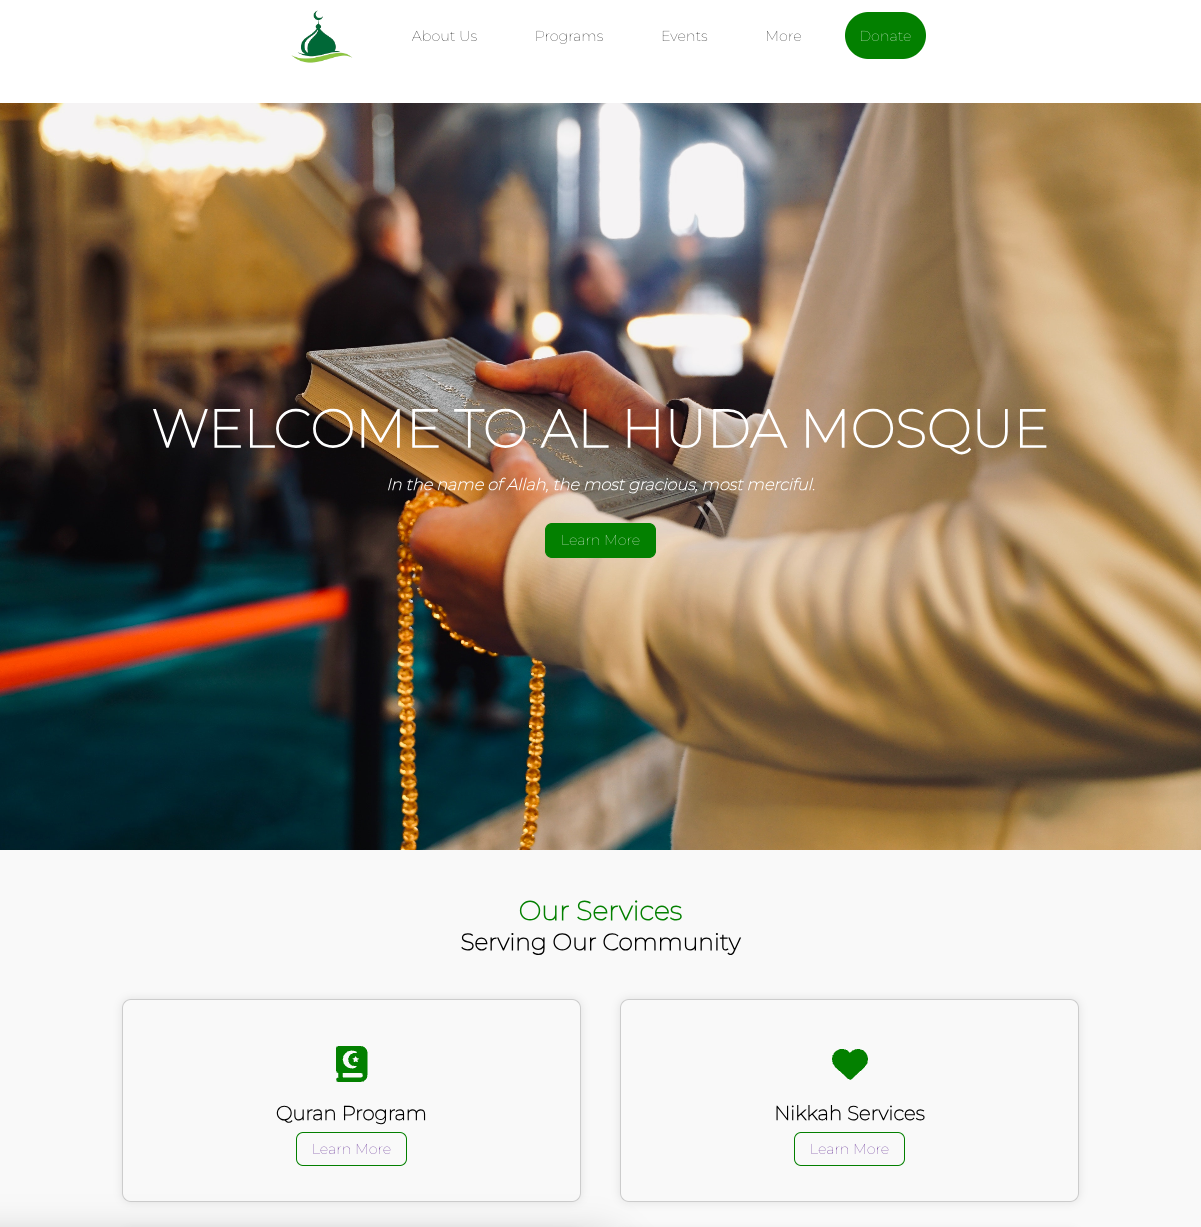 About Us
Programs
Events
More
Donate
WELCOME TO AL HUDA MOSQUE
In the name of Allah, the most gracious, most merciful.
Learn More
Our Services
Serving Our Community
Quran Program
Learn More
Nikkah Services
Learn More